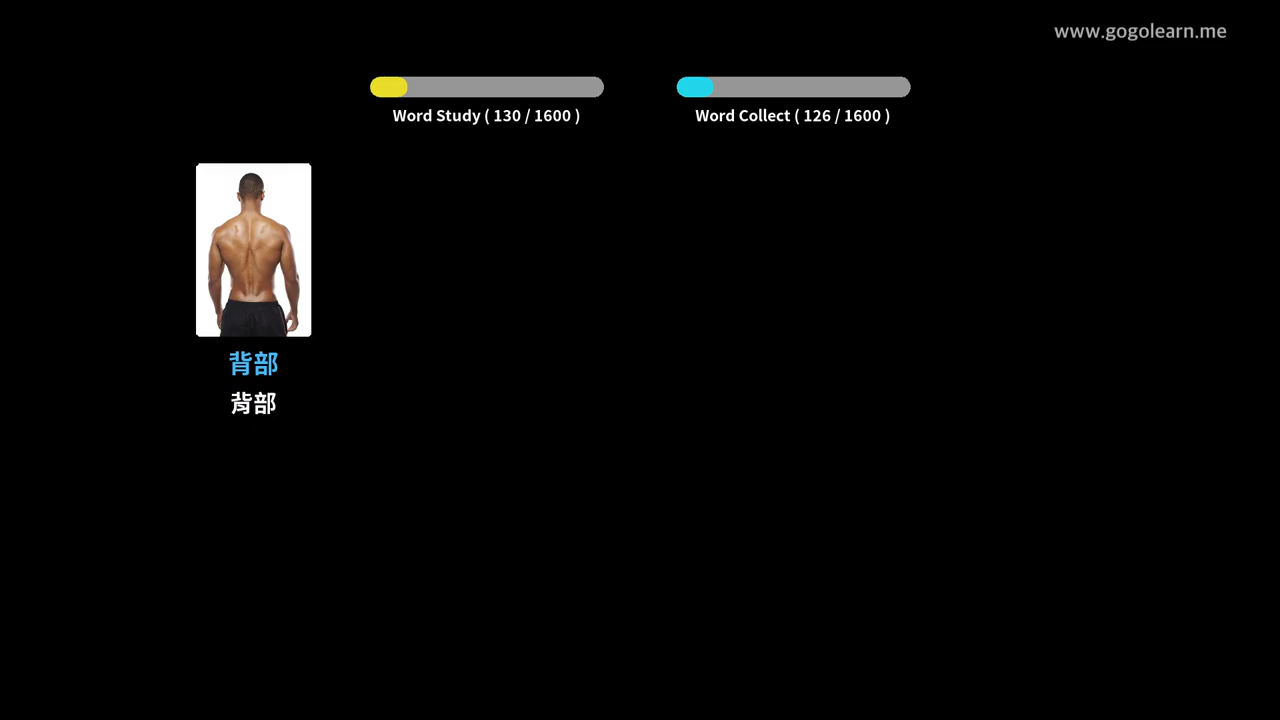 www.gogolearn.me
Word Study ( 130 / 1600 )
Word Collect ( 126 / 1600 )
背部
背部